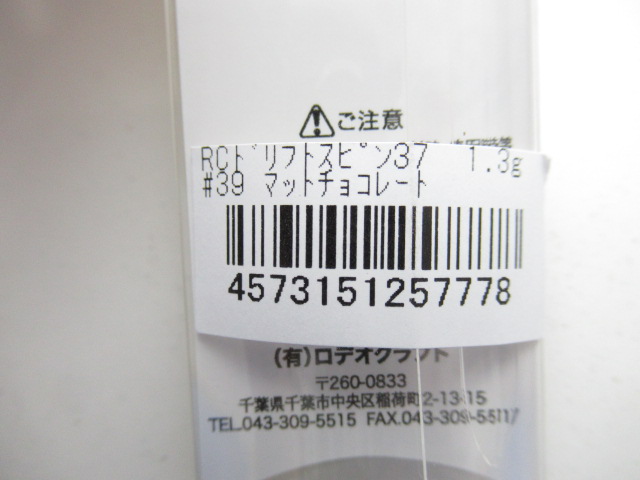 ご注意
RCドリフトスピン37 1.3g
#39 マットチョコレート
4573151257778
(有)ロデオクラフト
〒260-0833
千葉県千葉市中央区稲荷町2-13-15
TEL.043-309-5515 FAX.043-309-5511